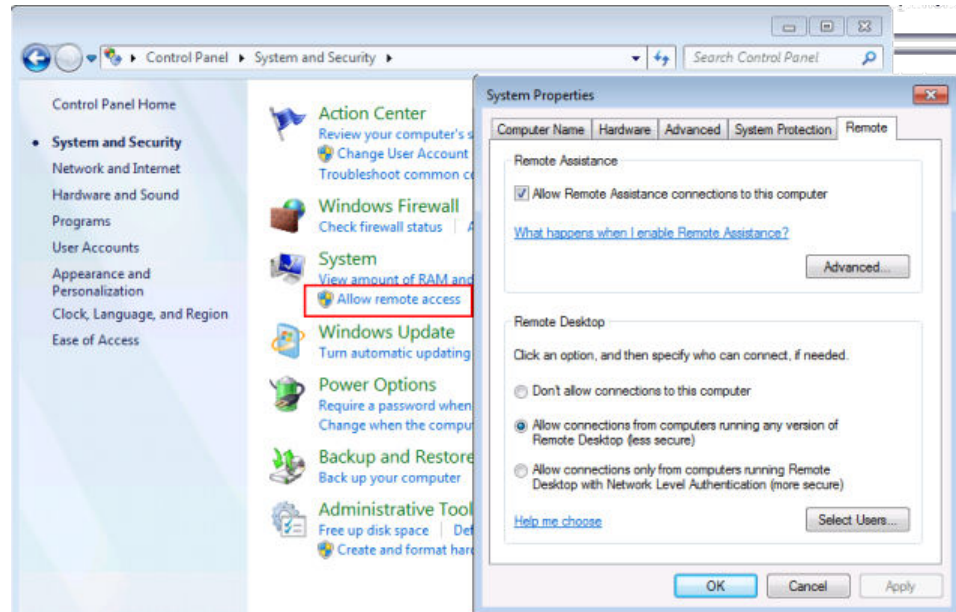 Control Panel
System and Security
Search Control Panel
Control Panel Home
System and Security
Network and Internet
Hardware and Sound
Programs
User Accounts
Appearance and
Personalization
Clock, Language, and Region
Ease of Access
Action Center
Review your computer's
Change User Account
Troubleshoot common
Windows Firewall
Check firewall status
System
View amount of RAM and
Allow remote access
Windows Update
Turn automatic updating
Power Options
Require a password when
Change when the
Backup and Restore
Back up your computer
Administrative
Free up disk space
Create and format
System Properties
Computer Name Hardware Advanced System Protection Remote
Remote Assistance
Allow Remote Assistance connections to this computer
What happens when I enable Remote Assistance?
Advanced...
Remote Desktop
Click an option, and then specify who can connect, if needed.
Don't allow connections to this computer
Allow connections from computers running any version of
Remote Desktop (less secure)
Allow connections only from computers running Remote
Desktop with Network Level Authentication (more secure)
Help me choose
Select Users...
OK Cancel Apply